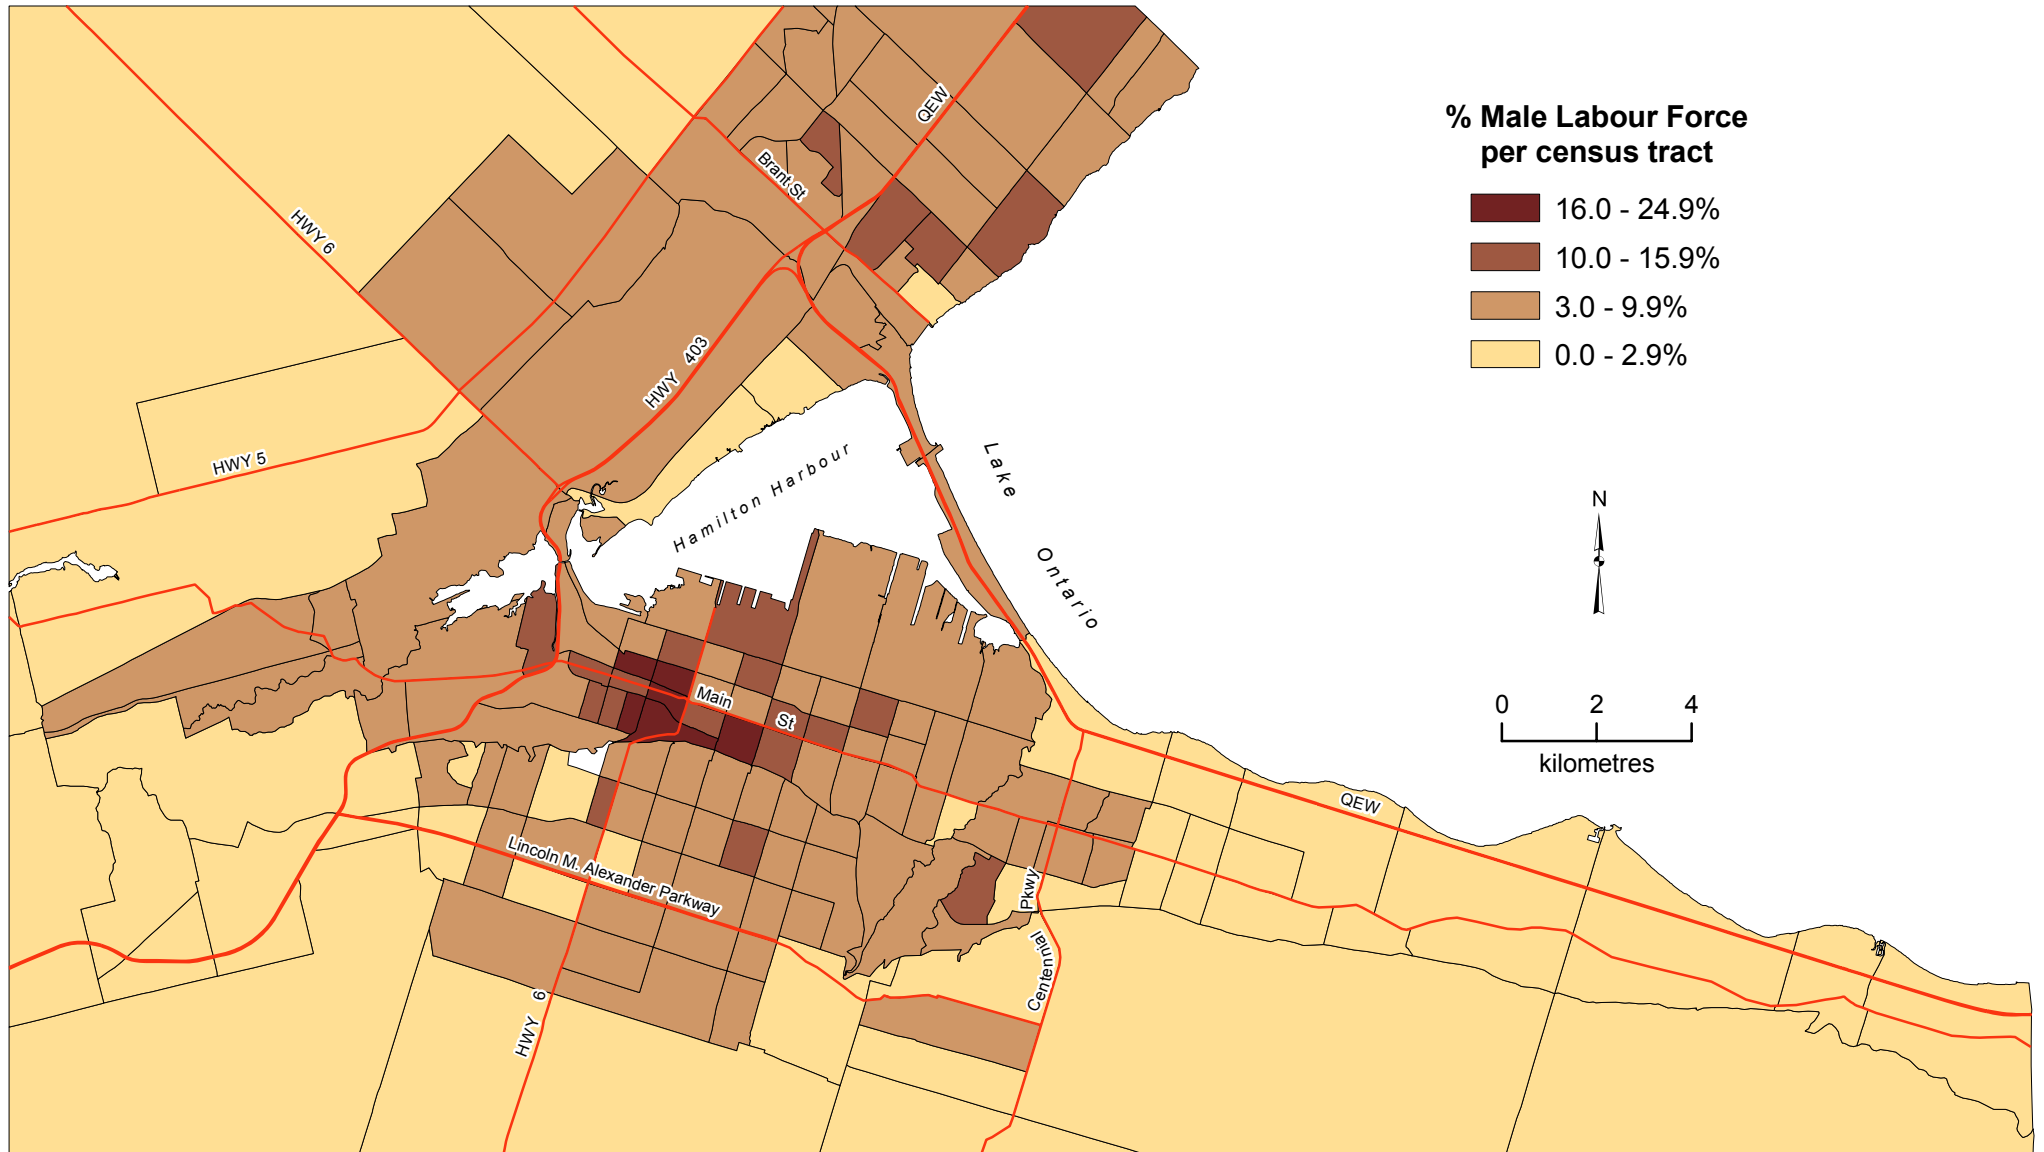 % Male Labour Force
per census tract
16.0 - 24.9%
10.0 - 15.9%
3.0 - 9.9%
0.0 - 2.9%
QEW
Brant St
HWY 6
HWY 403
HWY 5
Hamilton Harbour
Lake
Ontario
N
0 2 4
kilometres
Main St
QEW
Lincoln M. Alexander Parkway
Centennial Pkwy
HWY 6